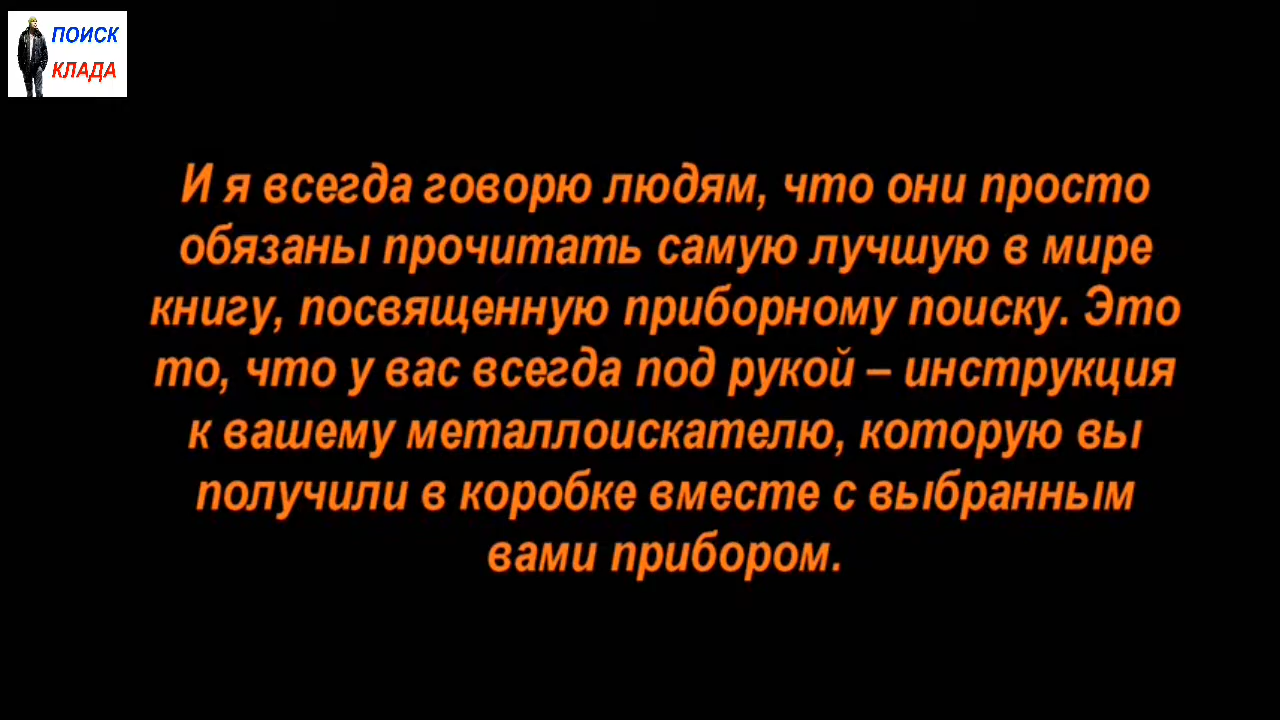 ПОИСК
КЛАДА
И я всегда говорю людям, что они просто
обязаны прочитать самую лучшую в мире
книгу, посвященную приборному поиску. Это
то, что у вас всегда под рукой – инструкция
к вашему металлоискателю, которую вы
получили в коробке вместе с выбранным
вами прибором.